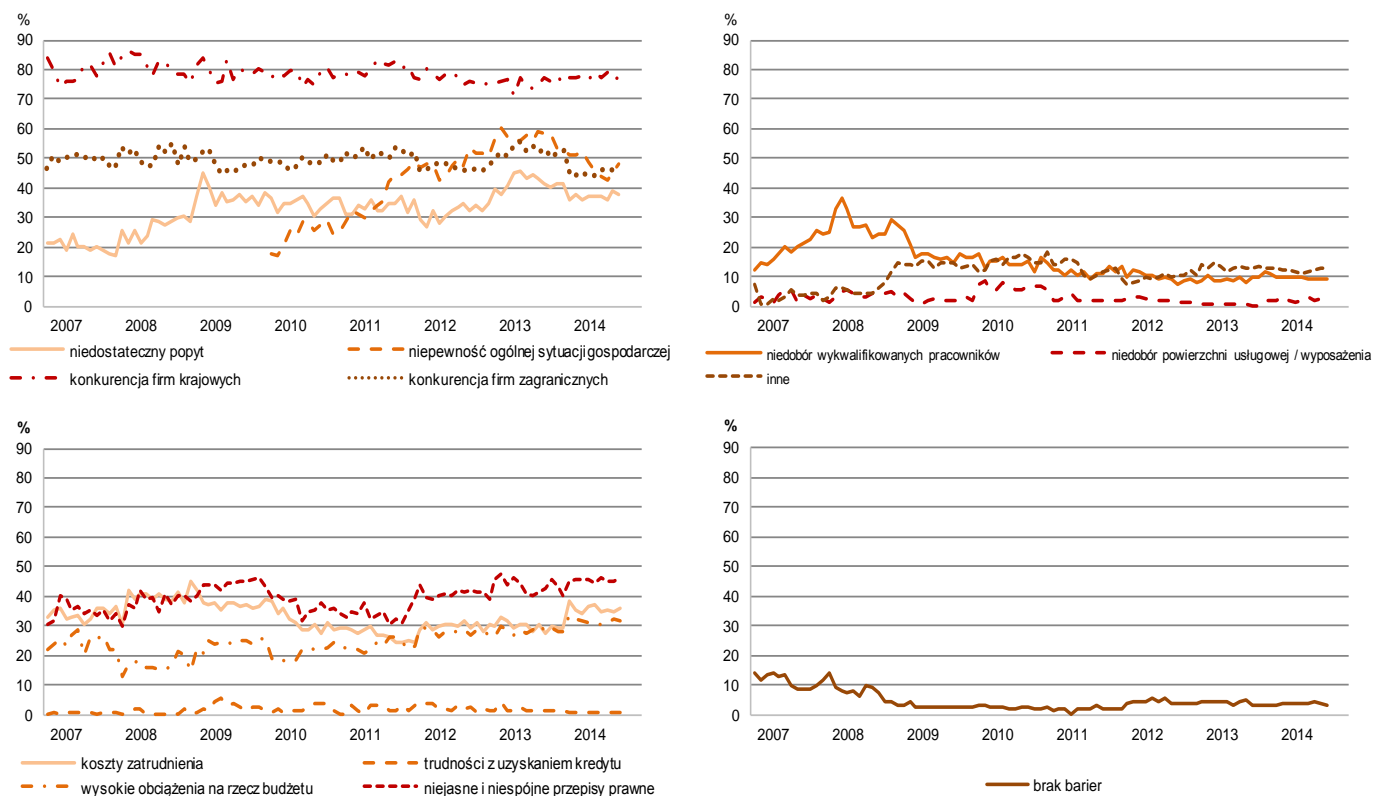 %
90
80
70
60
50
40
30
20
10
0
2007 2008 2009 2010 2011 2012 2013 2014
niedostateczny popyt
niepewność ogólnej sytuacji gospodarczej
konkurencja firm krajowych
konkurencja firm zagranicznych
%
90
80
70
60
50
40
30
20
10
0
2007 2008 2009 2010 2011 2012 2013 2014
niedobór wykwalifikowanych pracowników
niedobór powierzchni usługowej / wyposażenia
inne
%
90
80
70
60
50
40
30
20
10
0
2007 2008 2009 2010 2011 2012 2013 2014
koszty zatrudnienia
trudności z uzyskaniem kredytu
wysokie obciążenia na rzecz budżetu
niejasne i niespójne przepisy prawne
%
90
80
70
60
50
40
30
20
10
0
2007 2008 2009 2010 2011 2012 2013 2014
brak barier